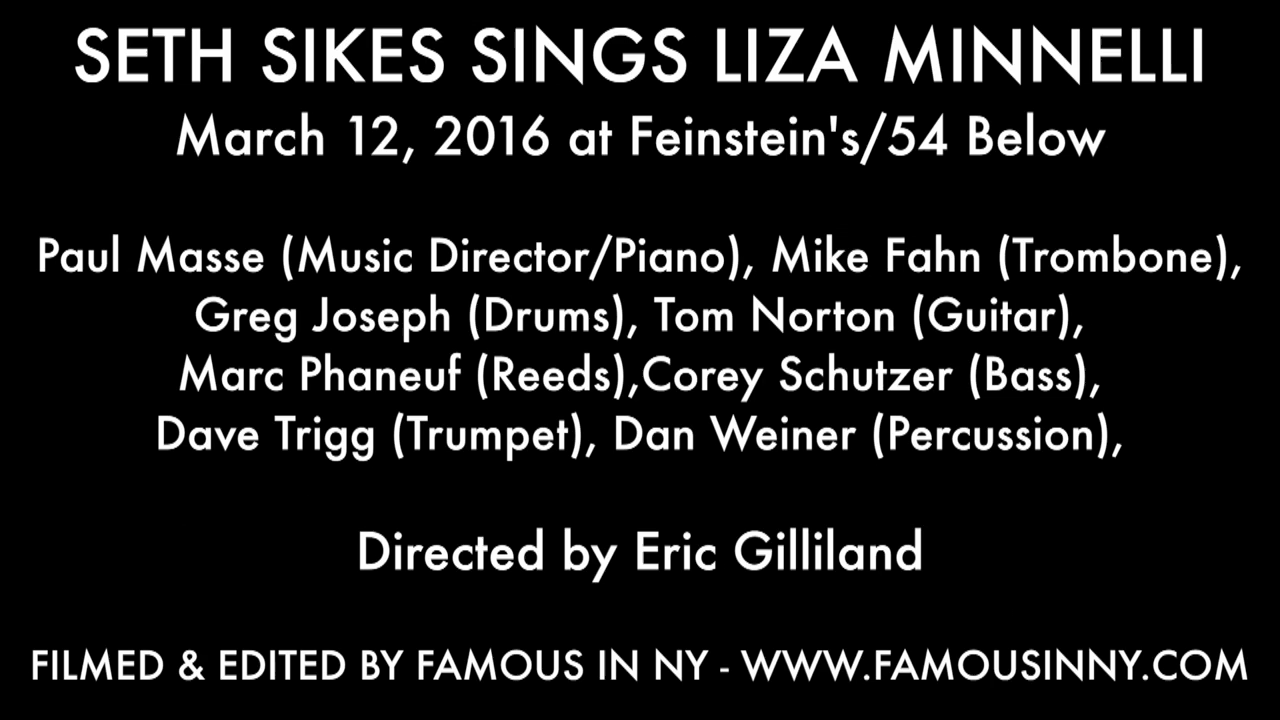 SETH SIKES SINGS LIZA MINNELLI
March 12, 2016 at Feinstein's/54 Below
Paul Masse (Music Director/Piano), Mike Fahn (Trombone),
Greg Joseph (Drums), Tom Norton (Guitar),
Marc Phaneuf (Reeds),Corey Schutzer (Bass),
Dave Trigg (Trumpet), Dan Weiner (Percussion),
Directed by Eric Gilliland
FILMED & EDITED BY FAMOUS IN NY - WWW.FAMOUSINNY.COM